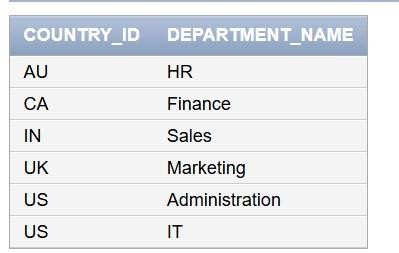 COUNTRY_ID DEPARTMENT_NAME
AU HR
CA Finance
IN Sales
UK Marketing
US Administration
US IT